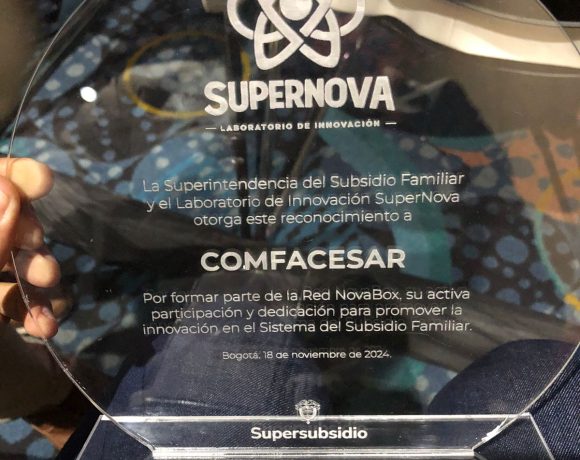 SUPERNOVA
LABORATORIO DE INNOVACIÓN
La Superintendencia del Subsidio Familiar
y el Laboratorio de Innovación SuperNova
otorga este reconocimiento a
COMFACESAR
Por formar parte de la Red NovaBox, su activa
participación y dedicación para promover la
innovación en el Sistema del Subsidio Familiar.
Bogotá, 18 de noviembre de 2024.
Supersubsidio